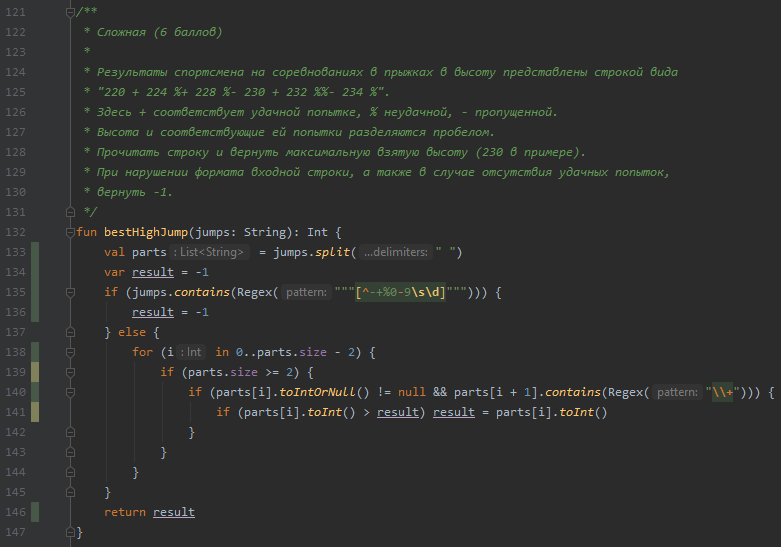 121 /**
122 * Сложная (6 баллов)
123 *
124 * Результаты спортсмена на соревнованиях в прыжках в высоту представлены строкой вида
125 * "220 + 224 %+ 228 %- 230 + 232 %%- 234 %".
126 * Здесь + соответствует удачной попытке, % неудачной, - пропущенной.
127 * Высота и соответствующие ей попытки разделяются пробелом.
128 * Прочитать строку и вернуть максимальную взятую высоту (230 в примере).
129 * При нарушении формата входной строки, а также в случае отсутствия удачных попыток,
130 * вернуть -1.
131 */
132 fun bestHighJump(jumps: String): Int {
133 val parts : List<String> = jumps.split( ...delimiters: " ")
134 var result = -1
135 if (jumps.contains(Regex( pattern: """[^-+%0-9\s\d]"""))) {
136 result = -1
137 } else {
138 for (i : Int in 0..parts.size - 2) {
139 if (parts.size >= 2) {
140 if (parts[i].toIntOrNull() != null && parts[i + 1].contains(Regex( pattern: "\\+"))) {
141 if (parts[i].toInt() > result) result = parts[i].toInt()
142 }
143 }
144 }
145 }
146 return result
147 }